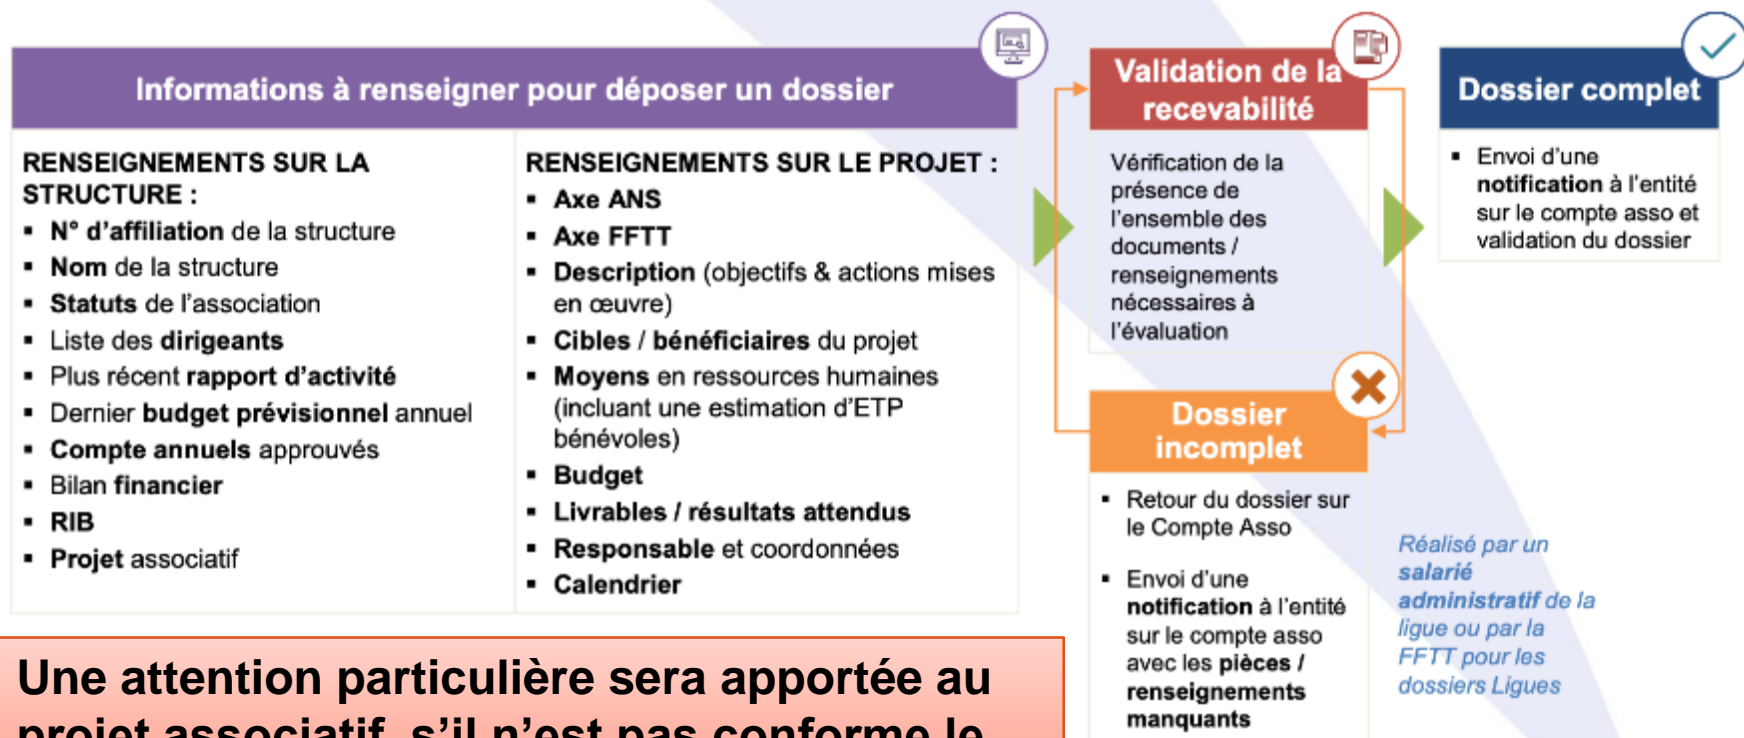 Informations à renseigner pour déposer un dossier
RENSEIGNEMENTS SUR LA
STRUCTURE :
▪ N° d'affiliation de la structure
▪ Nom de la structure
▪ Statuts de l'association
▪ Liste des dirigeants
▪ Plus récent rapport d'activité
▪ Dernier budget prévisionnel annuel
▪ Compte annuels approuvés
▪ Bilan financier
▪ RIB
▪ Projet associatif
RENSEIGNEMENTS SUR LE PROJET :
▪ Axe ANS
▪ Axe FFTT
▪ Description (objectifs & actions mises
en œuvre)
▪ Cibles / bénéficiaires du projet
▪ Moyens en ressources humaines
(incluant une estimation d'ETP
bénévoles)
▪ Budget
▪ Livrables / résultats attendus
▪ Responsable et coordonnées
▪ Calendrier
Validation de la
recevabilité
Vérification de la
présence de
l'ensemble des
documents /
renseignements
nécessaires à
l'évaluation
Dossier complet
▪ Envoi d'une
notification à l'entité
sur le compte asso et
validation du dossier
Dossier
incomplet
▪ Retour du dossier sur
le Compte Asso
▪ Envoi d'une
notification à l'entité
sur le compte asso
avec les pièces /
renseignements
manquants
Réalisé par un
salarié
administratif de la
ligue ou par la
FFTT pour les
dossiers Ligues
Une attention particulière sera apportée au
projet associatif, s'il n'est pas conforme le